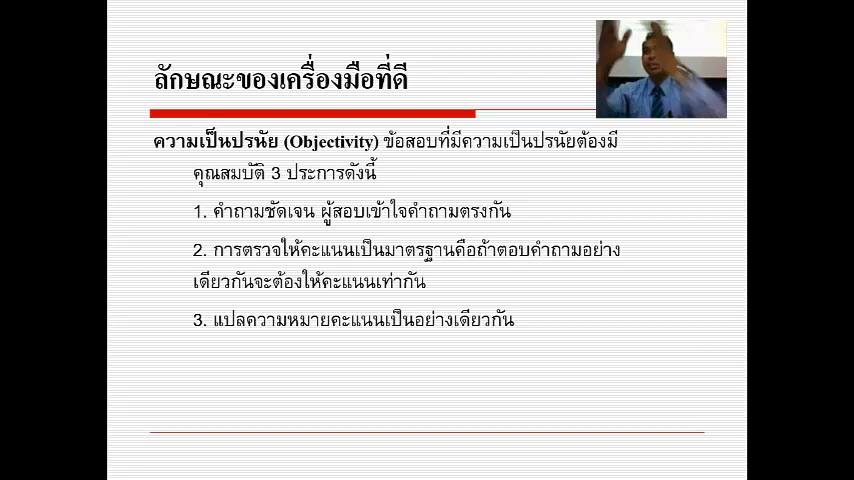 ลักษณะของเครื่องมือที่ดี
ความเป็นปรนัย (Objectivity) ข้อสอบที่มีความเป็นปรนัยต้องมี
คุณสมบัติ 3 ประการดังนี้
1. คำถามชัดเจน ผู้สอบเข้าใจคำถามตรงกัน
2. การตรวจให้คะแนนเป็นมาตรฐานคือถ้าตอบคำถามอย่าง
เดียวกันจะต้องให้คะแนนเท่ากัน
3. แปลความหมายคะแนนเป็นอย่างเดียวกัน